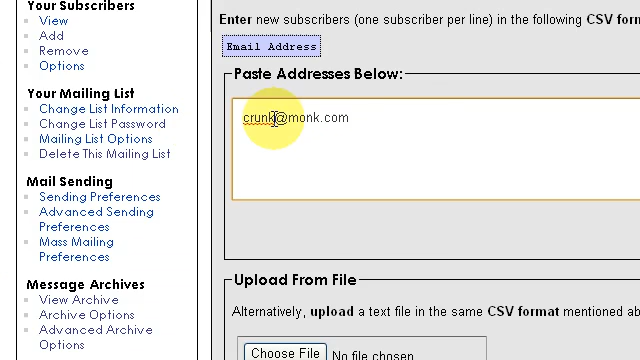 Your Subscribers
View
Add
Remove
Options
Your Mailing List
Change List Information
Change List Password
Mailing List Options
Delete This Mailing List
Mail Sending
Sending Preferences
Advanced Sending
Preferences
Mass Mailing
Preferences
Message Archives
View Archive
Archive Options
Advanced Archive
Options
Enter new subscribers (one subscriber per line) in the following CSV form
Email Address
Paste Addresses Below:
crunk@monk.com
Upload From File
Alternatively, upload a text file in the same CSV format mentioned ab
Choose File No file chosen